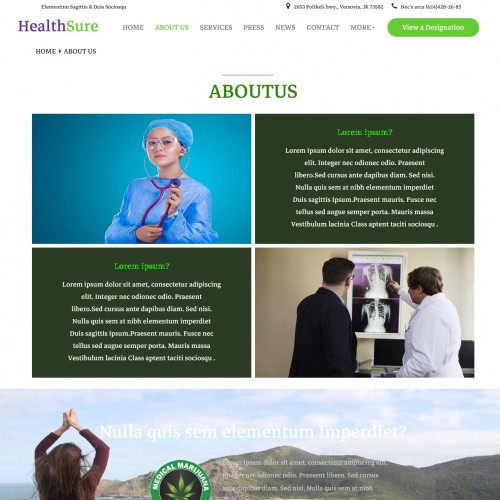 Elementum Sagittis & Duis Sociosqu
2653 Polikeli hwy., Versovia, JR 73582
Nec's arcu (624)428-26-85
HealthSure
HOME
ABOUT US
SERVICES
PRESS
NEWS
CONTACT
MORE
View a Designation
HOME
ABOUT US
ABOUTUS
Lorem Ipsum?
Lorem ipsum dolor sit amet, consectetur adipiscing
elit. Integer nec odionec odio. Praesent
libero.Sed cursus ante dapibus diam. Sed nisi.
Nulla quis sem at nibh elementum imperdiet
Duis sagittis ipsum.Praesent mauris. Fusce nec
tellus sed augue semper porta. Mauris massa
Vestibulum lacinia Class aptent taciti sociosqu .
Lorem Ipsum?
Lorem ipsum dolor sit amet, consectetur adipiscing
elit. Integer nec odionec odio. Praesent
libero.Sed cursus ante dapibus diam. Sed nisi.
Nulla quis sem at nibh elementum imperdiet
Duis sagittis ipsum.Praesent mauris. Fusce nec
tellus sed augue semper porta. Mauris massa
Vestibulum lacinia Class aptent taciti sociosqu .
Nulla quis sem elementum Imperdiet?
MEDICAL MARIJUANA
Lorem ipsum dolor sit amet, consectetur adipiscing
elit. Integer nec odionec odio. Praesent
libero.Sed cursus ante dapibus diam. Sed nisi.
Nulla quis sem at nibh elementum imperdiet